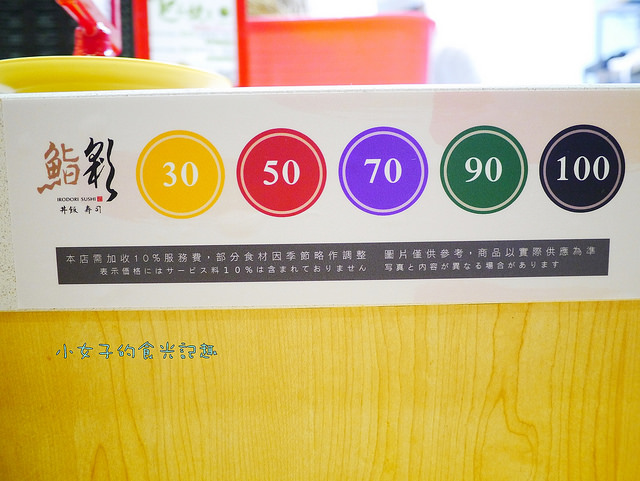 鮨彩
IRODORI SUSHI
丼飯 寿司
30 50 70 90 100
本店需加收10%服務費，部分食材因季節略作調整 圖片僅供參考，商品以實際供應為準
表示価格にはサービス料10%は含まれておりません 写真と内容が異なる場合があります
小女子的食光記趣